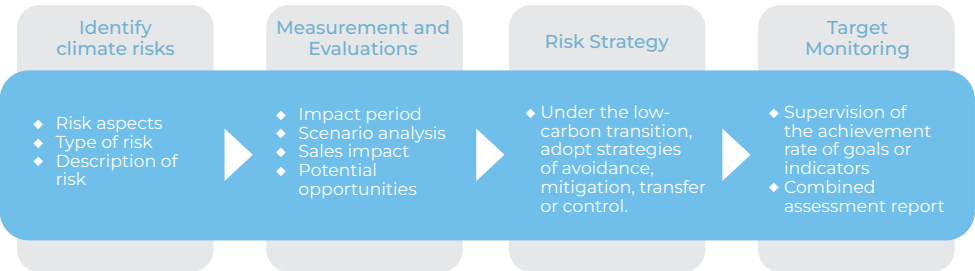 Identify
climate risks
Measurement and
Evaluations
Risk Strategy
Target
Monitoring
◆ Risk aspects
◆ Type of risk
◆ Description of
risk
◆ Impact period
◆ Scenario analysis
◆ Sales impact
◆ Potential
opportunities
◆ Under the low-
carbon transition,
adopt strategies
of avoidance,
mitigation, transfer
or control.
◆ Supervision of
the achievement
rate of goals or
indicators
◆ Combined
assessment report